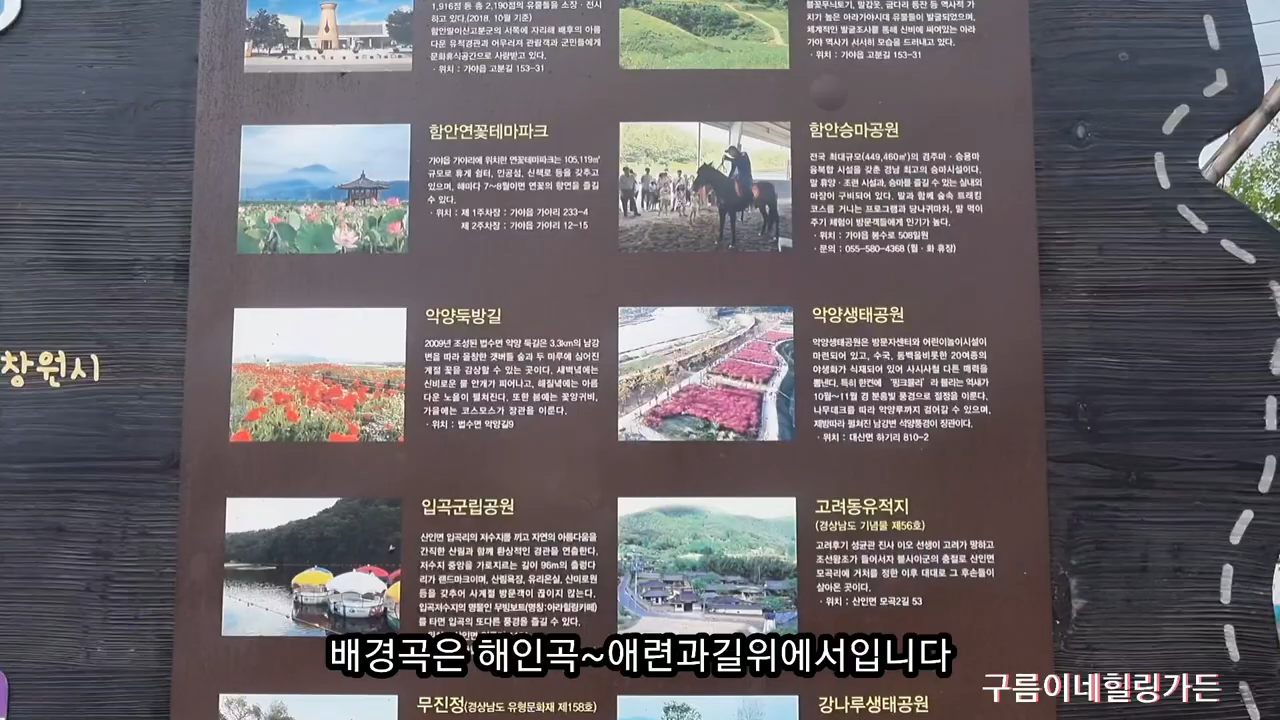 1,916점 등 총 2,190점의 유물들을 소장·전시
하고 있다.(2018. 10월 기준)
함안말이산고분군의 서쪽에 자리해 배후의 아름
다운 유적경관과 어우러져 관람객과 군민들에게
문화휴식공간으로 사랑받고 있다.
·위치 : 가야읍 고분길 153-31
불꽃무늬토기, 말갑옷, 금다리 등잔 등 역사적 가
치가 높은 아라가야시대 유물들이 발굴되었으며,
체계적인 발굴조사를 통해 신비에 싸여있는 아라
가야 역사가 서서히 모습을 드러내고 있다.
·위치 : 가야읍 고분길 153-31
함안연꽃테마파크
가야읍 가야리에 위치한 연꽃테마파크는 105,119㎡
규모로 휴게 쉼터, 인공섬, 산책로 등을 갖추고
있으며, 해마다 7~8월이면 연꽃의 향연을 즐길
수 있다.
·위치 : 제 1주차장 : 가야읍 가야리 233-4
제 2주차장 : 가야읍 가야리 12-15
함안승마공원
전국 최대규모(449,460㎡)의 경주마·승용마
융복합 시설을 갖춘 경남 최고의 승마시설이다.
말 휴양·조련 시설과, 승마를 즐길 수 있는 실내외
마장이 구비되어 있다. 말과 함께 숲속 트래킹
코스를 거니는 프로그램과 당나귀마차, 말 먹이
주기 체험이 방문객들에게 인기가 높다.
·위치 : 가야읍 봉수로 508일원
·문의 : 055-580-4368 (월·화 휴장)
악양둑방길
2009년 조성된 법수면 악양 둑길은 3.3km의 남강
변을 따라 울창한 갯버들 숲과 두 마루에 심어진
계절 꽃을 감상할 수 있는 곳이다. 새벽녘에는
신비로운 물 안개가 피어나고, 해질녘에는 아름
다운 노을이 펼쳐진다. 또한 봄에는 꽃양귀비,
가을에는 코스모스가 장관을 이룬다.
·위치 : 법수면 악양길9
악양생태공원
악양생태공원은 방문자센터와 어린이놀이시설이
마련되어 있고, 수국, 동백을비롯한 20여종의
야생화가 식재되어 있어 사시사철 다른 매력을
뽐낸다. 특히 한켠에 '핑크뮬리' 라 불리는 억새가
10월~11월 경 분홍빛 풍경으로 절정을 이룬다.
나무데크를 따라 악양루까지 걸어갈 수 있으며,
제방따라 펼쳐진 남강변 석양풍경이 장관이다.
·위치 : 대산면 하기리 810-2
창원시
입곡군립공원
산인면 입곡리의 저수지를 끼고 자연의 아름다움을
간직한 산림과 함께 환상적인 경관을 연출한다.
저수지 중앙을 가로지르는 길이 96m의 출렁다
리가 랜드마크이며, 산림욕장, 유리온실, 산이로원
등을 갖추어 사계절 방문객이 끊이지 않는다.
입곡저수지의 명물인 무빙보트(명칭:아라힐링카페)
를 타면 입곡의 또다른 풍경을 즐길 수 있다.
고려동유적지
(경상남도 기념물 제56호)
고려후기 성균관 진사 이오 선생이 고려가 망하고
조선왕조가 들어서자 불사이군의 충절로 산인면
모곡리에 거처를 정한 이후 대대로 그 후손들이
살아온 곳이다.
·위치 : 산인면 모곡2길 53
배경곡은 해인곡~애련과길위에서입니다
구름이네힐링가든
무진정(경상남도 유형문화재 제158호)
강나루생태공원